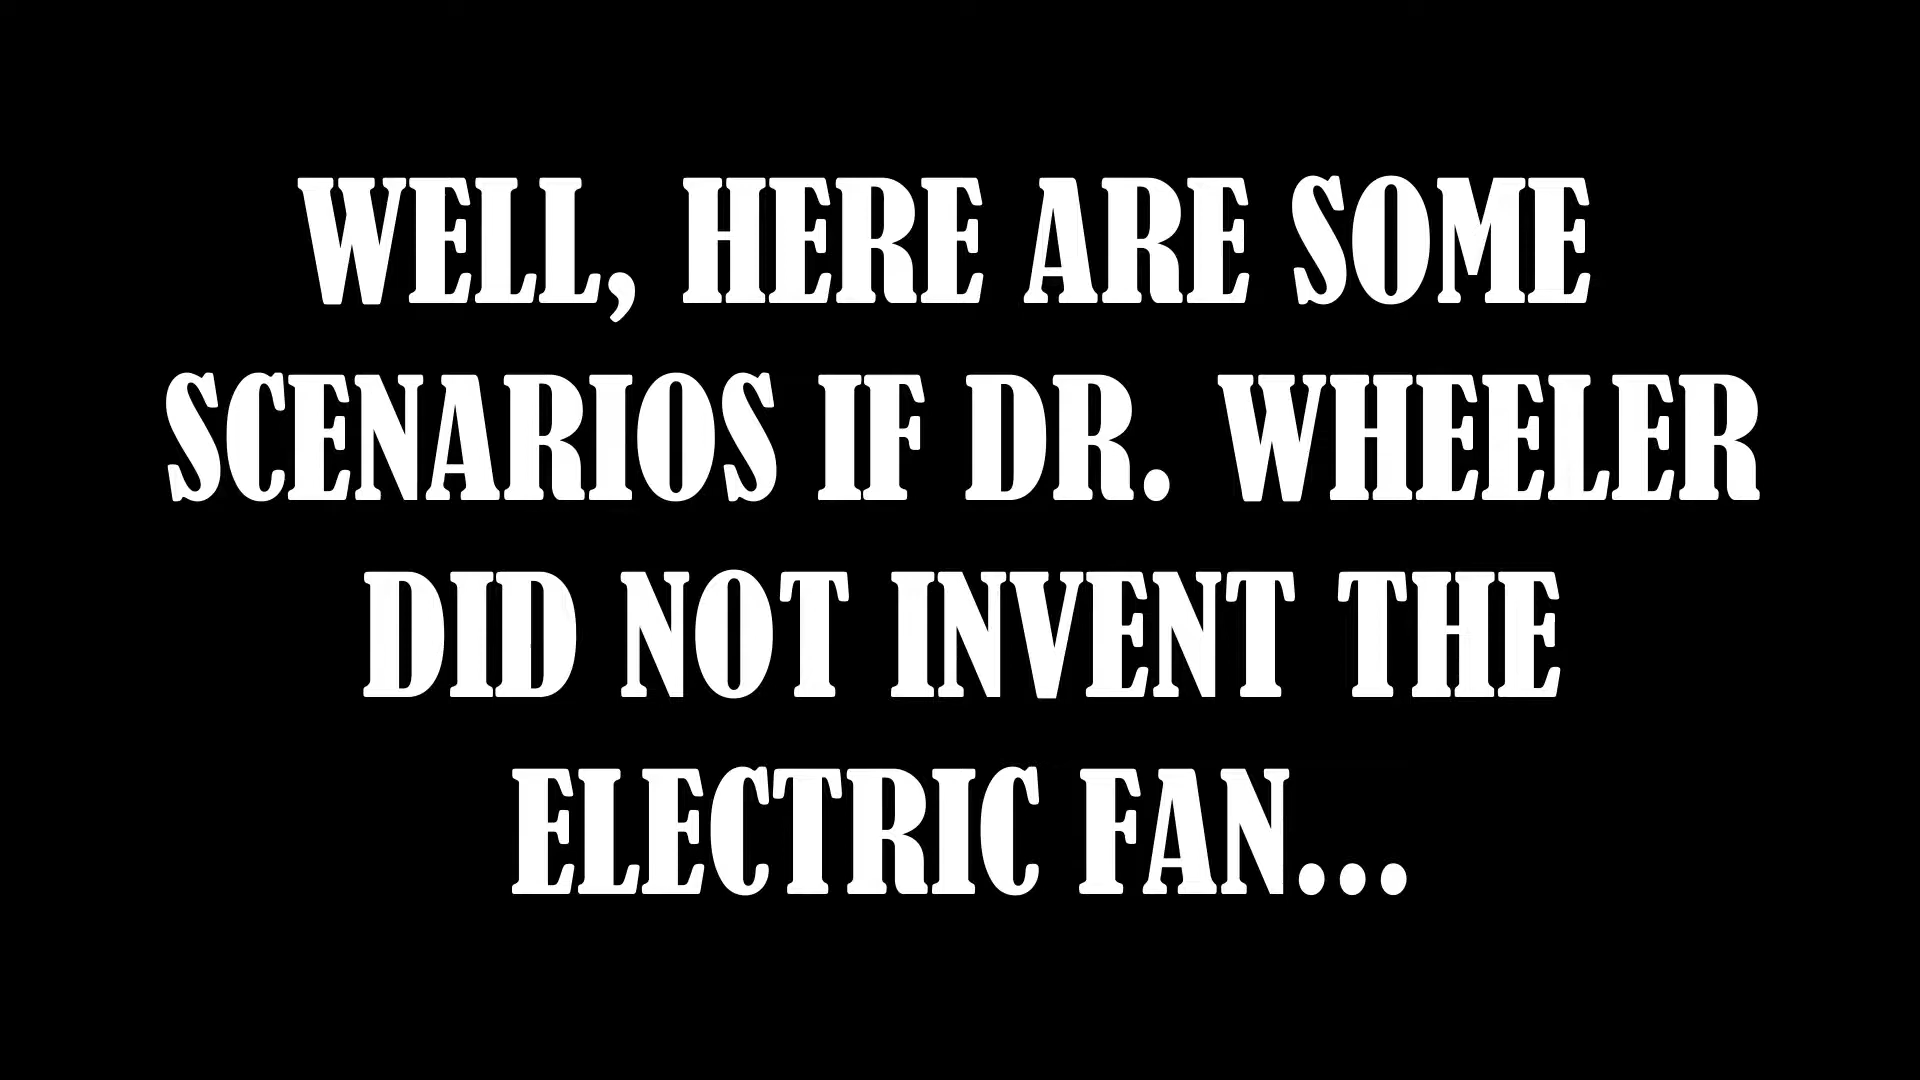 WELL, HERE ARE SOME
SCENARIOS IF DR. WHEELER
DID NOT INVENT THE
ELECTRIC FAN...